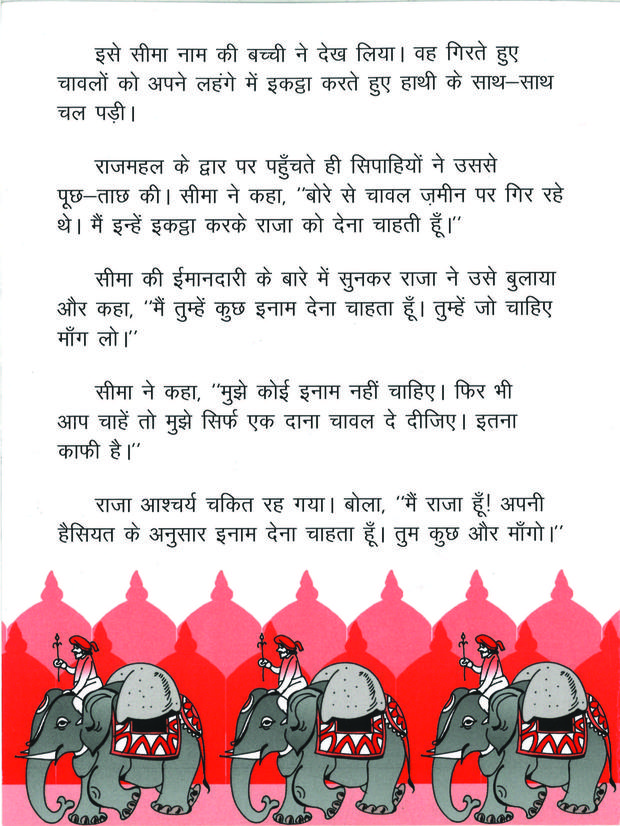 इसे सीमा नाम की बच्ची ने देख लिया। वह गिरते हुए
चावलों को अपने लहंगे में इकट्ठा करते हुए हाथी के साथ–साथ
चल पड़ी।
राजमहल के द्वार पर पहुँचते ही सिपाहियों ने उससे
पूछ–ताछ की। सीमा ने कहा, "बोरे से चावल ज़मीन पर गिर रहे
थे। मैं इन्हें इकट्ठा करके राजा को देना चाहती हूँ।"
सीमा की ईमानदारी के बारे में सुनकर राजा ने उसे बुलाया
और कहा, "मैं तुम्हें कुछ इनाम देना चाहता हूँ। तुम्हें जो चाहिए
माँग लो।"
सीमा ने कहा, "मुझे कोई इनाम नहीं चाहिए। फिर भी
आप चाहें तो मुझे सिर्फ एक दाना चावल दे दीजिए। इतना
काफी है।"
राजा आश्चर्य चकित रह गया। बोला, "मैं राजा हूँ! अपनी
हैसियत के अनुसार इनाम देना चाहता हूँ। तुम कुछ और माँगो।"